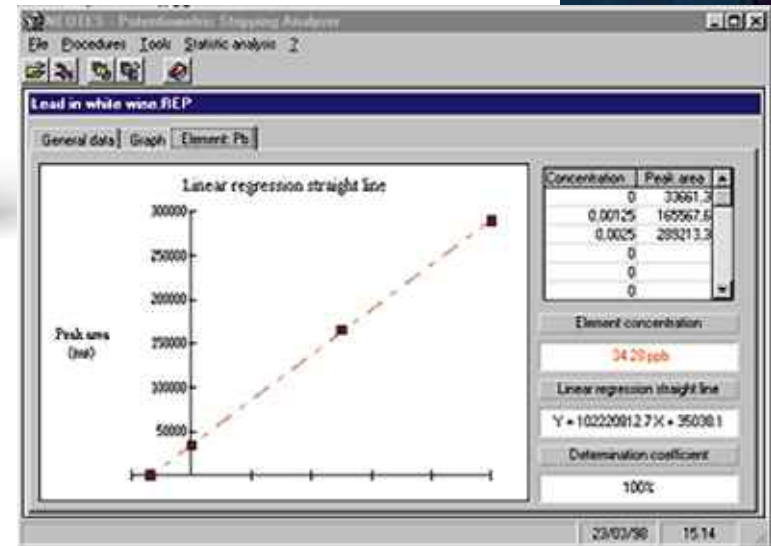 NEOTES - Potentiometric Stripping Analyzer
File Procedures Tools Statistic analysis ?
Lead in white wine.REP
General data Graph Element: Pb
Linear regression straight line
300000
250000
200000
150000
100000
50000
Peak area
(ms)
Concentration Peak area
0 33661,3
0,00125 165567,6
0,0025 289213,3
0
0
0
Element concentration
34.28 ppb
Linear regression straight line
Y = 102220812.7 X + 35038.1
Determination coefficient
100%
23/03/98 15.14